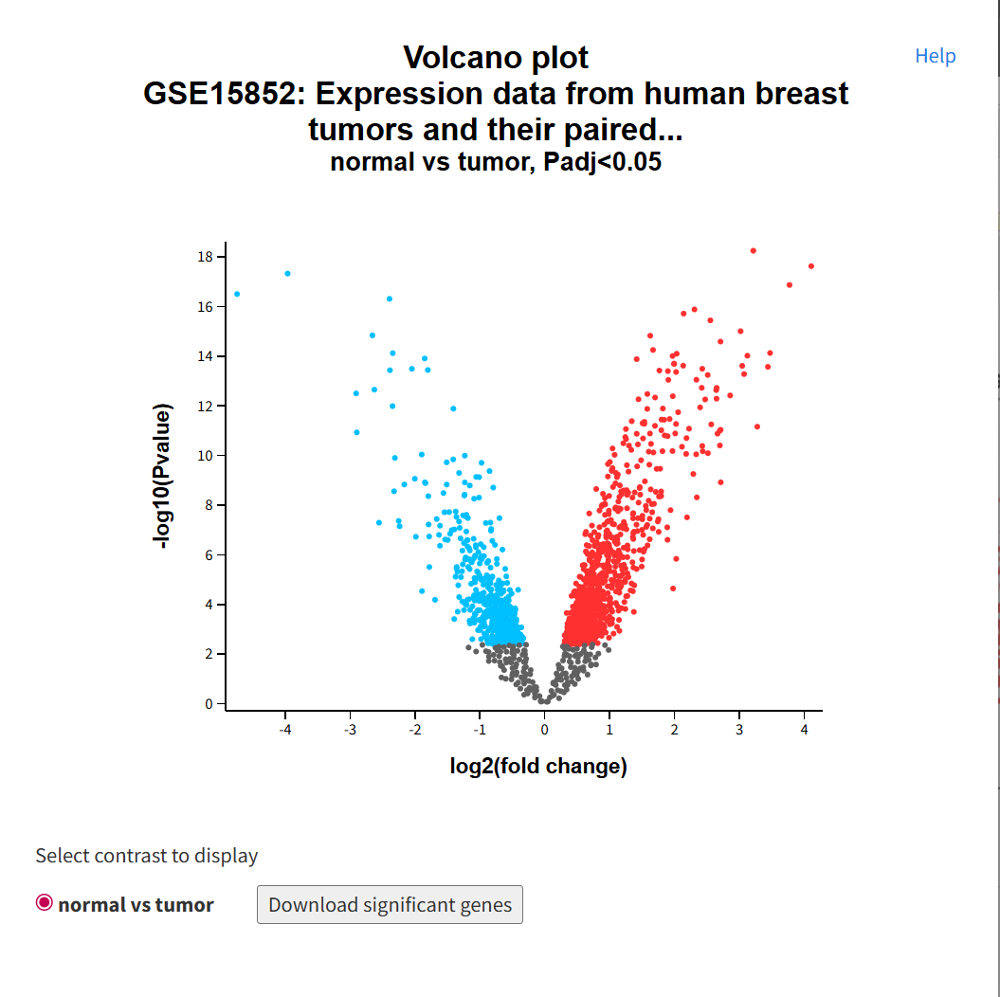 Volcano plot
Help
GSE15852: Expression data from human breast
tumors and their paired...
normal vs tumor, Padj<0.05
18
16
14
12
10
8
6
4
2
0
-log10(Pvalue)
-4 -3 -2 -1 0 1 2 3 4
log2(fold change)
Select contrast to display
normal vs tumor Download significant genes